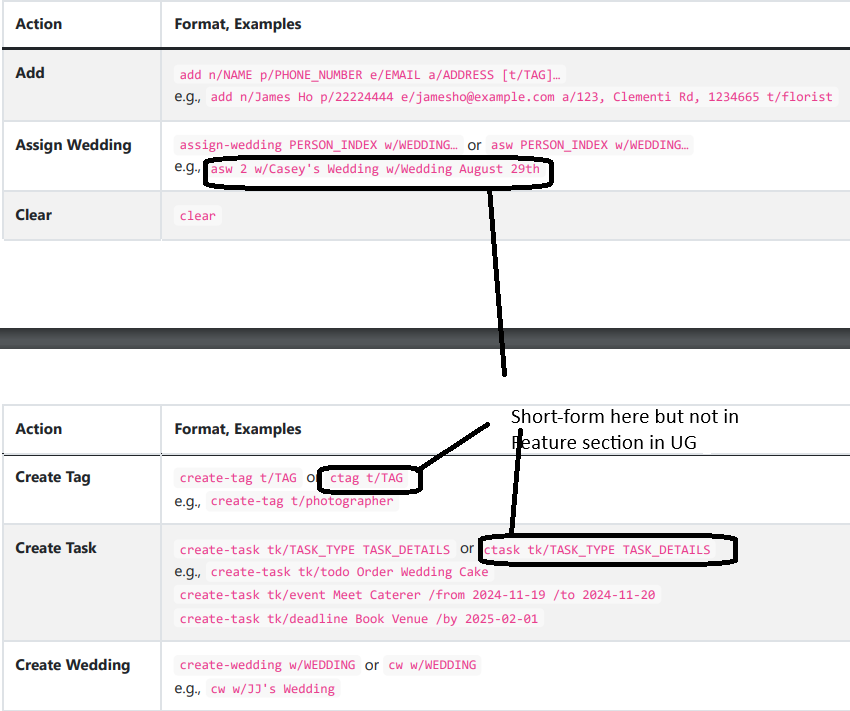 Action Format, Examples
Add add n/NAME p/PHONE_NUMBER e/EMAIL a/ADDRESS [t/TAG]…
e.g., add n/James Ho p/22224444 e/jamesho@example.com a/123, Clementi Rd, 1234665 t/florist
Assign Wedding assign-wedding PERSON_INDEX w/WEDDING… or asw PERSON_INDEX w/WEDDING…
e.g., asw 2 w/Casey's Wedding w/Wedding August 29th
Clear clear
Short-form here but not in
Feature section in UG
Action Format, Examples
Create Tag create-tag t/TAG or ctag t/TAG
e.g., create-tag t/photographer
Create Task create-task tk/TASK_TYPE TASK_DETAILS or ctask tk/TASK_TYPE TASK_DETAILS
e.g., create-task tk/todo Order Wedding Cake
create-task tk/event Meet Caterer /from 2024-11-19 /to 2024-11-20
create-task tk/deadline Book Venue /by 2025-02-01
Create Wedding create-wedding w/WEDDING or cw w/WEDDING
e.g., cw w/JJ's Wedding